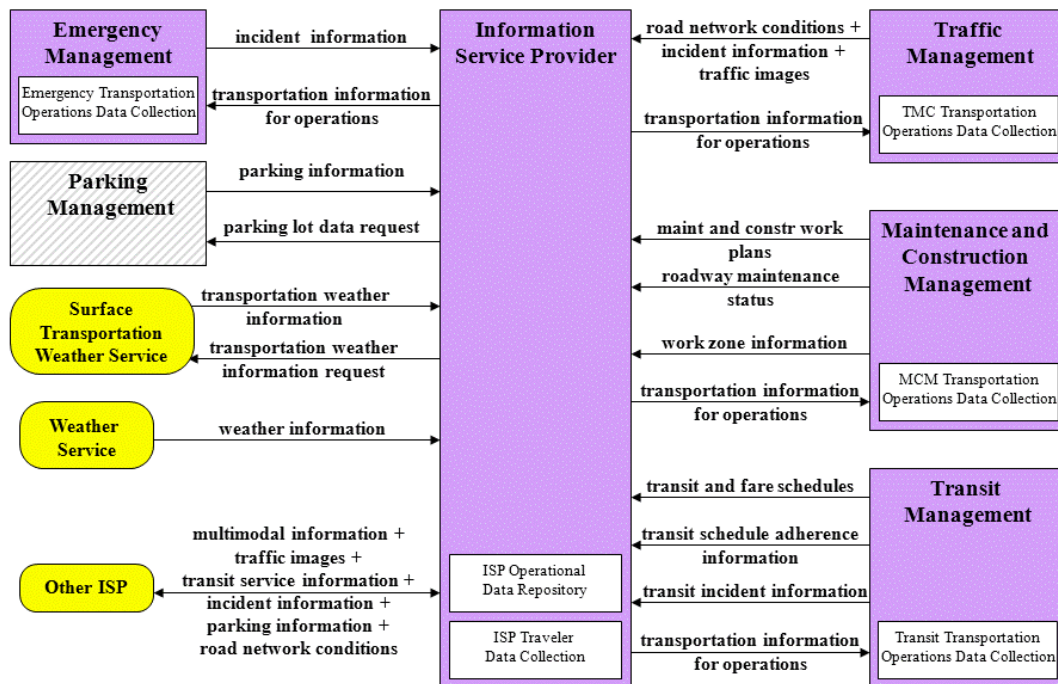 Emergency
Management
Emergency Transportation
Operations Data Collection
incident information
transportation information
for operations
Parking
Management
parking information
parking lot data request
Surface
Transportation
Weather Service
transportation weather
information
transportation weather
information request
Weather
Service
weather information
Other ISP
multimodal information +
traffic images +
transit service information +
incident information +
parking information +
road network conditions
Information
Service Provider
ISP Operational
Data Repository
ISP Traveler
Data Collection
road network conditions +
incident information +
traffic images
transportation information
for operations
Traffic
Management
TMC Transportation
Operations Data Collection
maint and constr work
plans
roadway maintenance
status
work zone information
transportation information
for operations
Maintenance and
Construction
Management
MCM Transportation
Operations Data Collection
transit and fare schedules
transit schedule adherence
information
transit incident information
transportation information
for operations
Transit
Management
Transit Transportation
Operations Data Collection